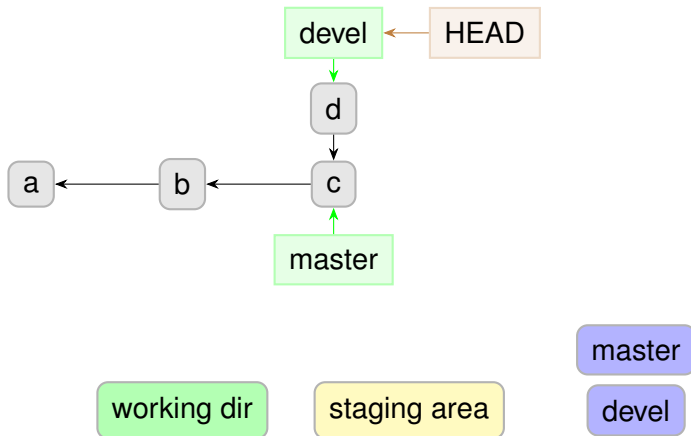 devel HEAD
d
a b c
master
master
working dir staging area devel